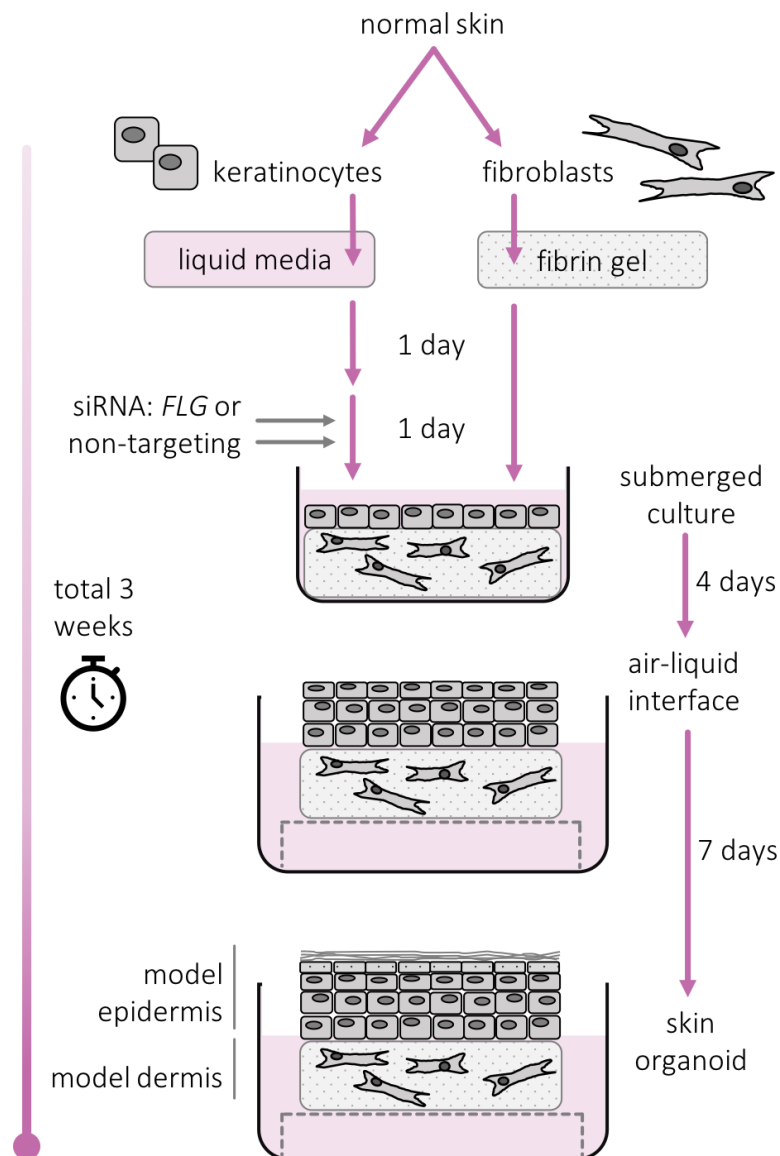 normal skin
keratinocytes
fibroblasts
liquid media
fibrin gel
1 day
siRNA: FLG or
non-targeting
1 day
submerged
culture
4 days
total 3
weeks
air-liquid
interface
7 days
model
epidermis
model dermis
skin
organoid